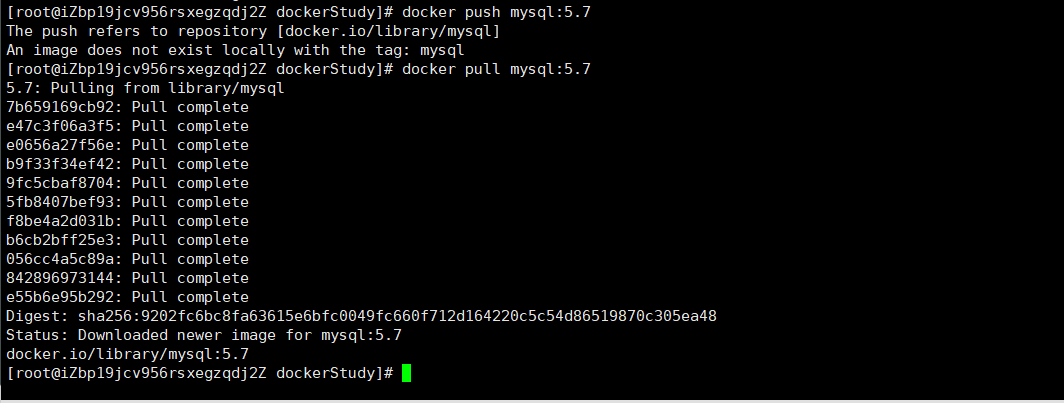 [root@iZbp19jcv956rsxegzqdj2Z dockerStudy]# docker push mysql:5.7
The push refers to repository [docker.io/library/mysql]
An image does not exist locally with the tag: mysql
[root@iZbp19jcv956rsxegzqdj2Z dockerStudy]# docker pull mysql:5.7
5.7: Pulling from library/mysql
7b659169cb92: Pull complete
e47c3f06a3f5: Pull complete
e0656a27f56e: Pull complete
b9f33f34ef42: Pull complete
9fc5cbaf8704: Pull complete
5fb8407bef93: Pull complete
f8be4a2d031b: Pull complete
b6cb2bff25e3: Pull complete
056cc4a5c89a: Pull complete
842896973144: Pull complete
e55b6e95b292: Pull complete
Digest: sha256:9202fc6bc8fa63615e6bfc0049fc660f712d164220c5c54d86519870c305ea48
Status: Downloaded newer image for mysql:5.7
docker.io/library/mysql:5.7
[root@iZbp19jcv956rsxegzqdj2Z dockerStudy]#